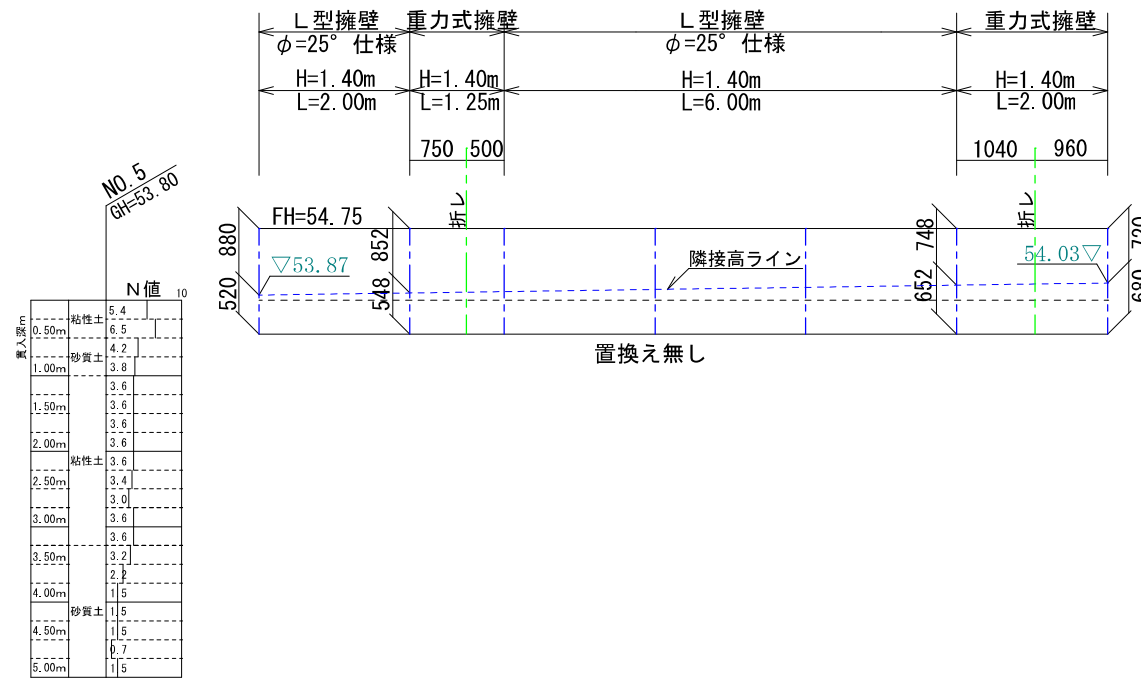 L型擁壁 重力式擁壁 L型擁壁 重力式擁壁
φ=25° 仕様 φ=25° 仕様
H=1.40m H=1.40m H=1.40m H=1.40m
L=2.00m L=1.25m L=6.00m L=2.00m
750 500 1040 960
NO.5
GH=53.80
折レ 折レ
FH=54.75
880 852 748 720
▽53.87 隣接高ライン 54.03▽
520 548 652 680
置換え無し
N値 10
貫入深m
粘性土 5.4
0.50m 6.5
砂質土 4.2
1.00m 3.8
3.6
1.50m 3.6
3.6
2.00m 3.6
粘性土 3.6
2.50m 3.4
3.0
3.00m 3.6
3.6
3.50m 3.2
2.2
4.00m 1.5
砂質土 1.5
4.50m 1.5
0.7
5.00m 1.5